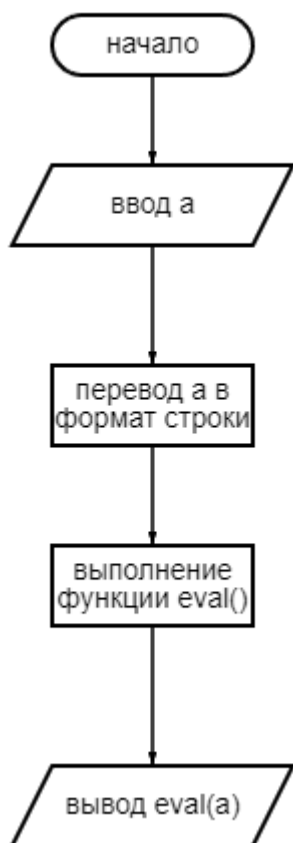 начало
ввод а
перевод а в
формат строки
выполнение
функции eval()
вывод eval(a)